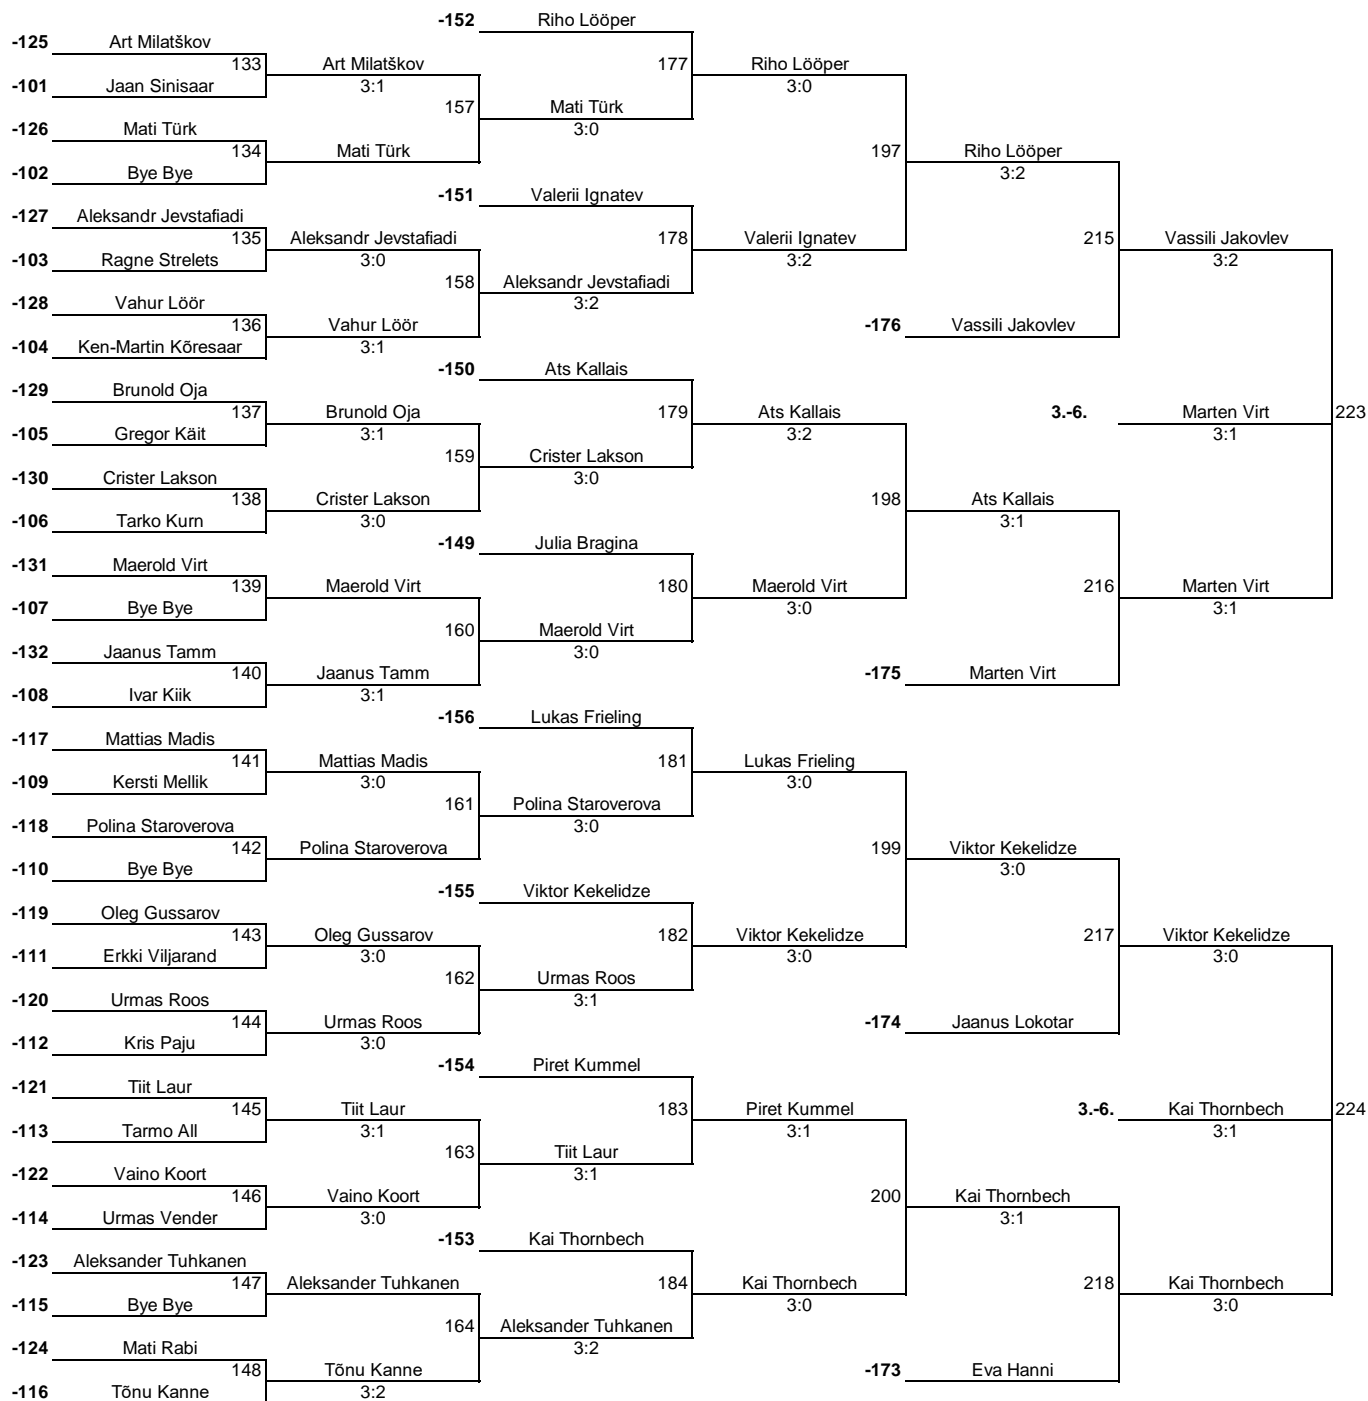 -152 Riho Lööper
-125 Art Milatškov
133 Art Milatškov 177 Riho Lööper
-101 Jaan Sinisaar 3:1 3:0
157 Mati Türk
-126 Mati Türk 3:0
134 Mati Türk 197 Riho Lööper
-102 Bye Bye 3:2
-151 Valerii Ignatev
-127 Aleksandr Jevstafiadi
135 Aleksandr Jevstafiadi 178 Valerii Ignatev 215 Vassili Jakovlev
-103 Ragne Strelets 3:0 3:2 3:2
158 Aleksandr Jevstafiadi
-128 Vahur Löör 3:2
136 Vahur Löör -176 Vassili Jakovlev
-104 Ken-Martin Kõresaar 3:1
-150 Ats Kallais
-129 Brunold Oja
137 Brunold Oja 179 Ats Kallais 3.-6. Marten Virt 223
-105 Gregor Käit 3:1 3:2 3:1
159 Crister Lakson
-130 Crister Lakson 3:0
138 Crister Lakson 198 Ats Kallais
-106 Tarko Kurn 3:0 3:1
-149 Julia Bragina
-131 Maerold Virt
139 Maerold Virt 180 Maerold Virt 216 Marten Virt
-107 Bye Bye 3:0 3:1
160 Maerold Virt
-132 Jaanus Tamm 3:0
140 Jaanus Tamm -175 Marten Virt
-108 Ivar Kiik 3:1
-156 Lukas Frieling
-117 Mattias Madis
141 Mattias Madis 181 Lukas Frieling
-109 Kersti Mellik 3:0 3:0
161 Polina Staroverova
-118 Polina Staroverova 3:0
142 Polina Staroverova 199 Viktor Kekelidze
-110 Bye Bye 3:0
-155 Viktor Kekelidze
-119 Oleg Gussarov
143 Oleg Gussarov 182 Viktor Kekelidze 217 Viktor Kekelidze
-111 Erkki Viljarand 3:0 3:0 3:0
162 Urmas Roos
-120 Urmas Roos 3:1
144 Urmas Roos -174 Jaanus Lokotar
-112 Kris Paju 3:0
-154 Piret Kummel
-121 Tiit Laur
145 Tiit Laur 183 Piret Kummel 3.-6. Kai Thornbech 224
-113 Tarmo All 3:1 3:1 3:1
163 Tiit Laur
-122 Vaino Koort 3:1
146 Vaino Koort 200 Kai Thornbech
-114 Urmas Vender 3:0 3:1
-153 Kai Thornbech
-123 Aleksander Tuhkanen
147 Aleksander Tuhkanen 184 Kai Thornbech 218 Kai Thornbech
-115 Bye Bye 3:0 3:0
164 Aleksander Tuhkanen
-124 Mati Rabi 3:2
148 Tõnu Kanne -173 Eva Hanni
-116 Tõnu Kanne 3:2